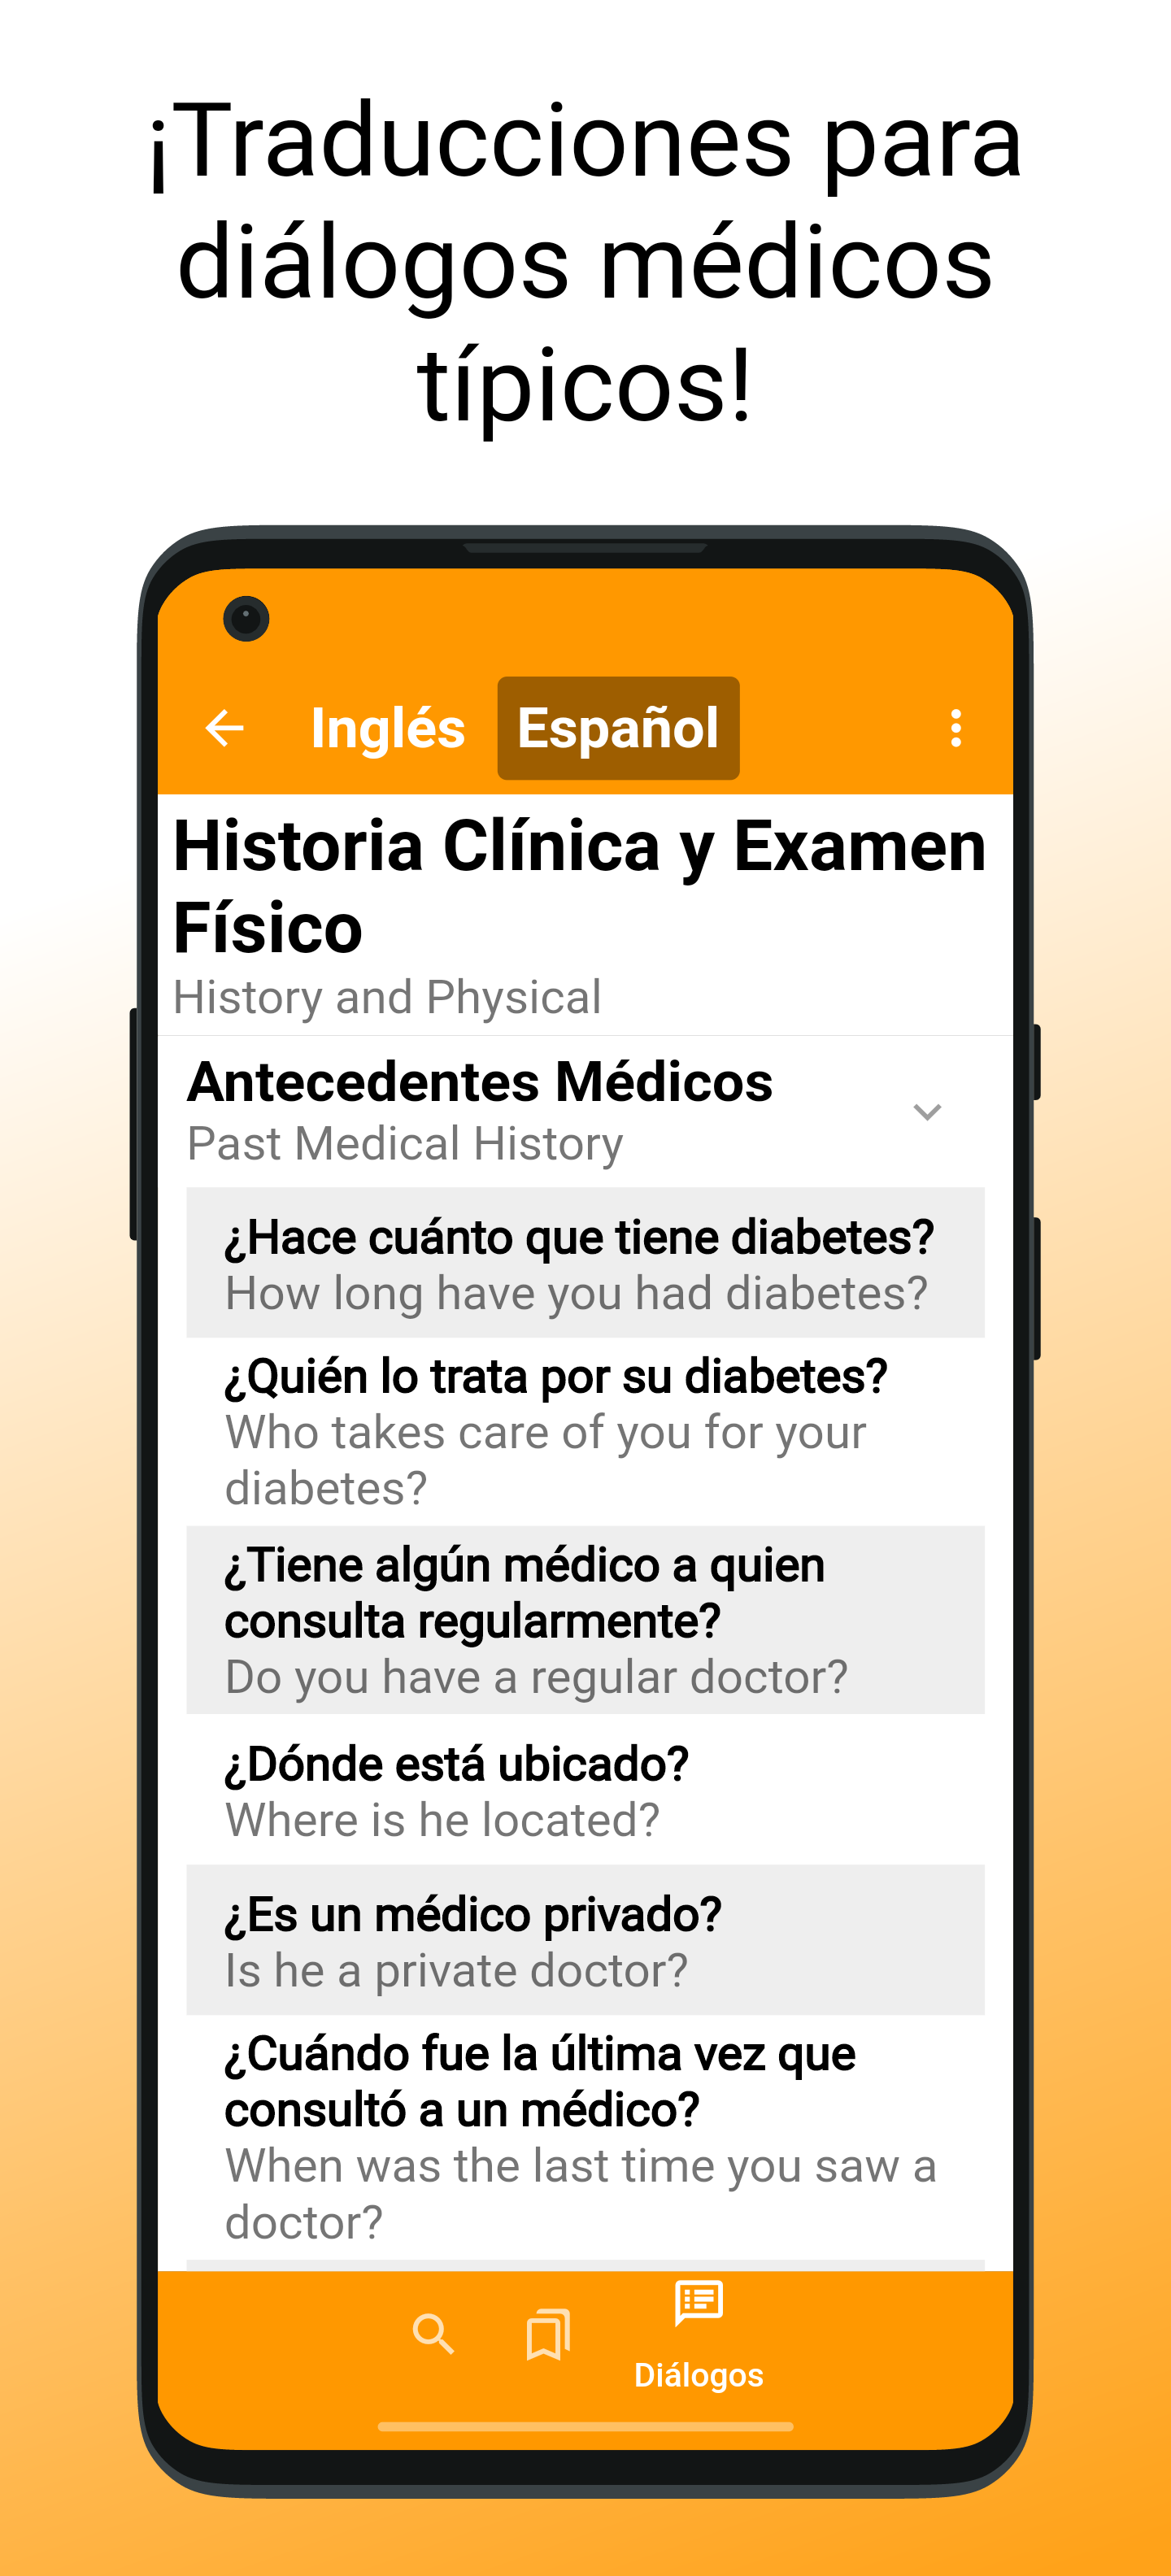 ¡Traducciones para
diálogos médicos
típicos!
Inglés Español
Historia Clínica y Examen
Físico
History and Physical
Antecedentes Médicos
Past Medical History
¿Hace cuánto que tiene diabetes?
How long have you had diabetes?
¿Quién lo trata por su diabetes?
Who takes care of you for your
diabetes?
¿Tiene algún médico a quien
consulta regularmente?
Do you have a regular doctor?
¿Dónde está ubicado?
Where is he located?
¿Es un médico privado?
Is he a private doctor?
¿Cuándo fue la última vez que
consultó a un médico?
When was the last time you saw a
doctor?
Diálogos